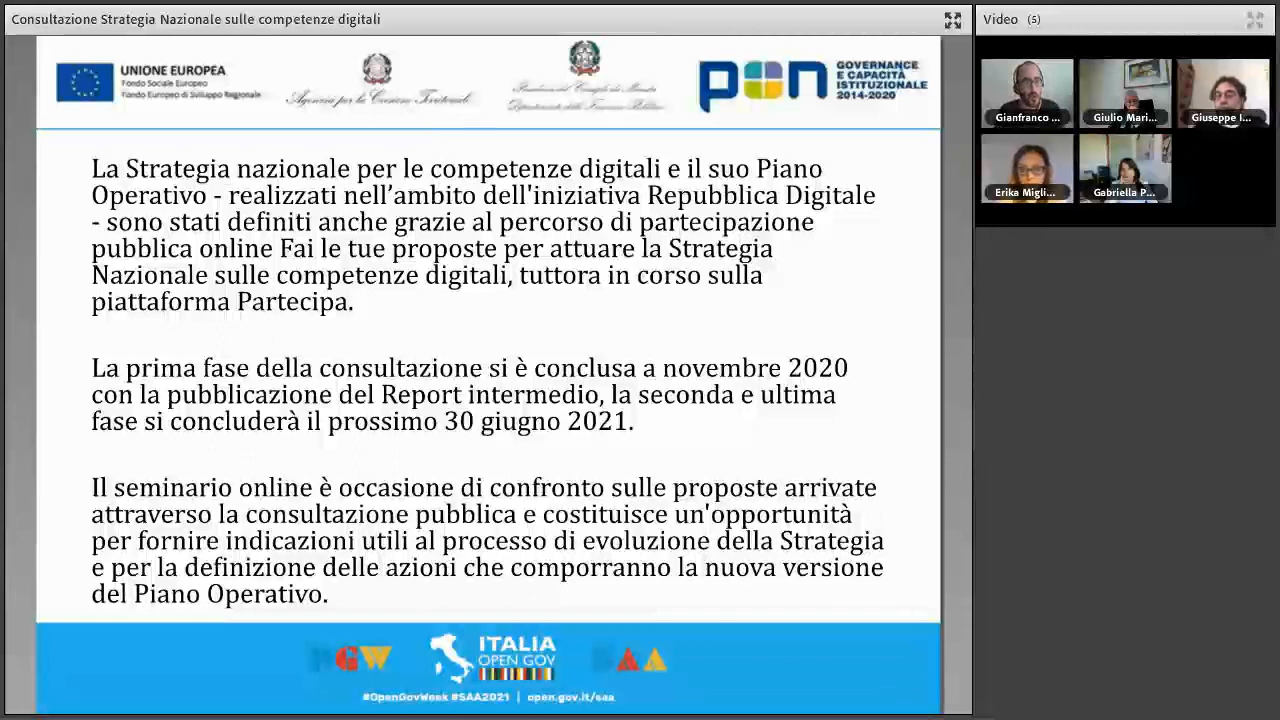 Consultazione Strategia Nazionale sulle competenze digitali
Video (5)
UNIONE EUROPEA
Fondo Sociale Europeo
Fondo Europeo di Sviluppo Regionale
Agenzia per la Coesione Territoriale
pon
GOVERNANCE
E CAPACITÀ
ISTITUZIONALE
2014-2020
Gianfranco ...
Giulio Mari...
Giuseppe I...
Erika Migli...
Gabriella P...
La Strategia nazionale per le competenze digitali e il suo Piano
Operativo - realizzati nell’ambito dell'iniziativa Repubblica Digitale
- sono stati definiti anche grazie al percorso di partecipazione
pubblica online Fai le tue proposte per attuare la Strategia
Nazionale sulle competenze digitali, tuttora in corso sulla
piattaforma Partecipa.
La prima fase della consultazione si è conclusa a novembre 2020
con la pubblicazione del Report intermedio, la seconda e ultima
fase si concluderà il prossimo 30 giugno 2021.
Il seminario online è occasione di confronto sulle proposte arrivate
attraverso la consultazione pubblica e costituisce un'opportunità
per fornire indicazioni utili al processo di evoluzione della Strategia
e per la definizione delle azioni che comporranno la nuova versione
del Piano Operativo.
ITALIA
OPEN GOV
#OpenGovWeek #SAA2021 | open.gov.it/saa